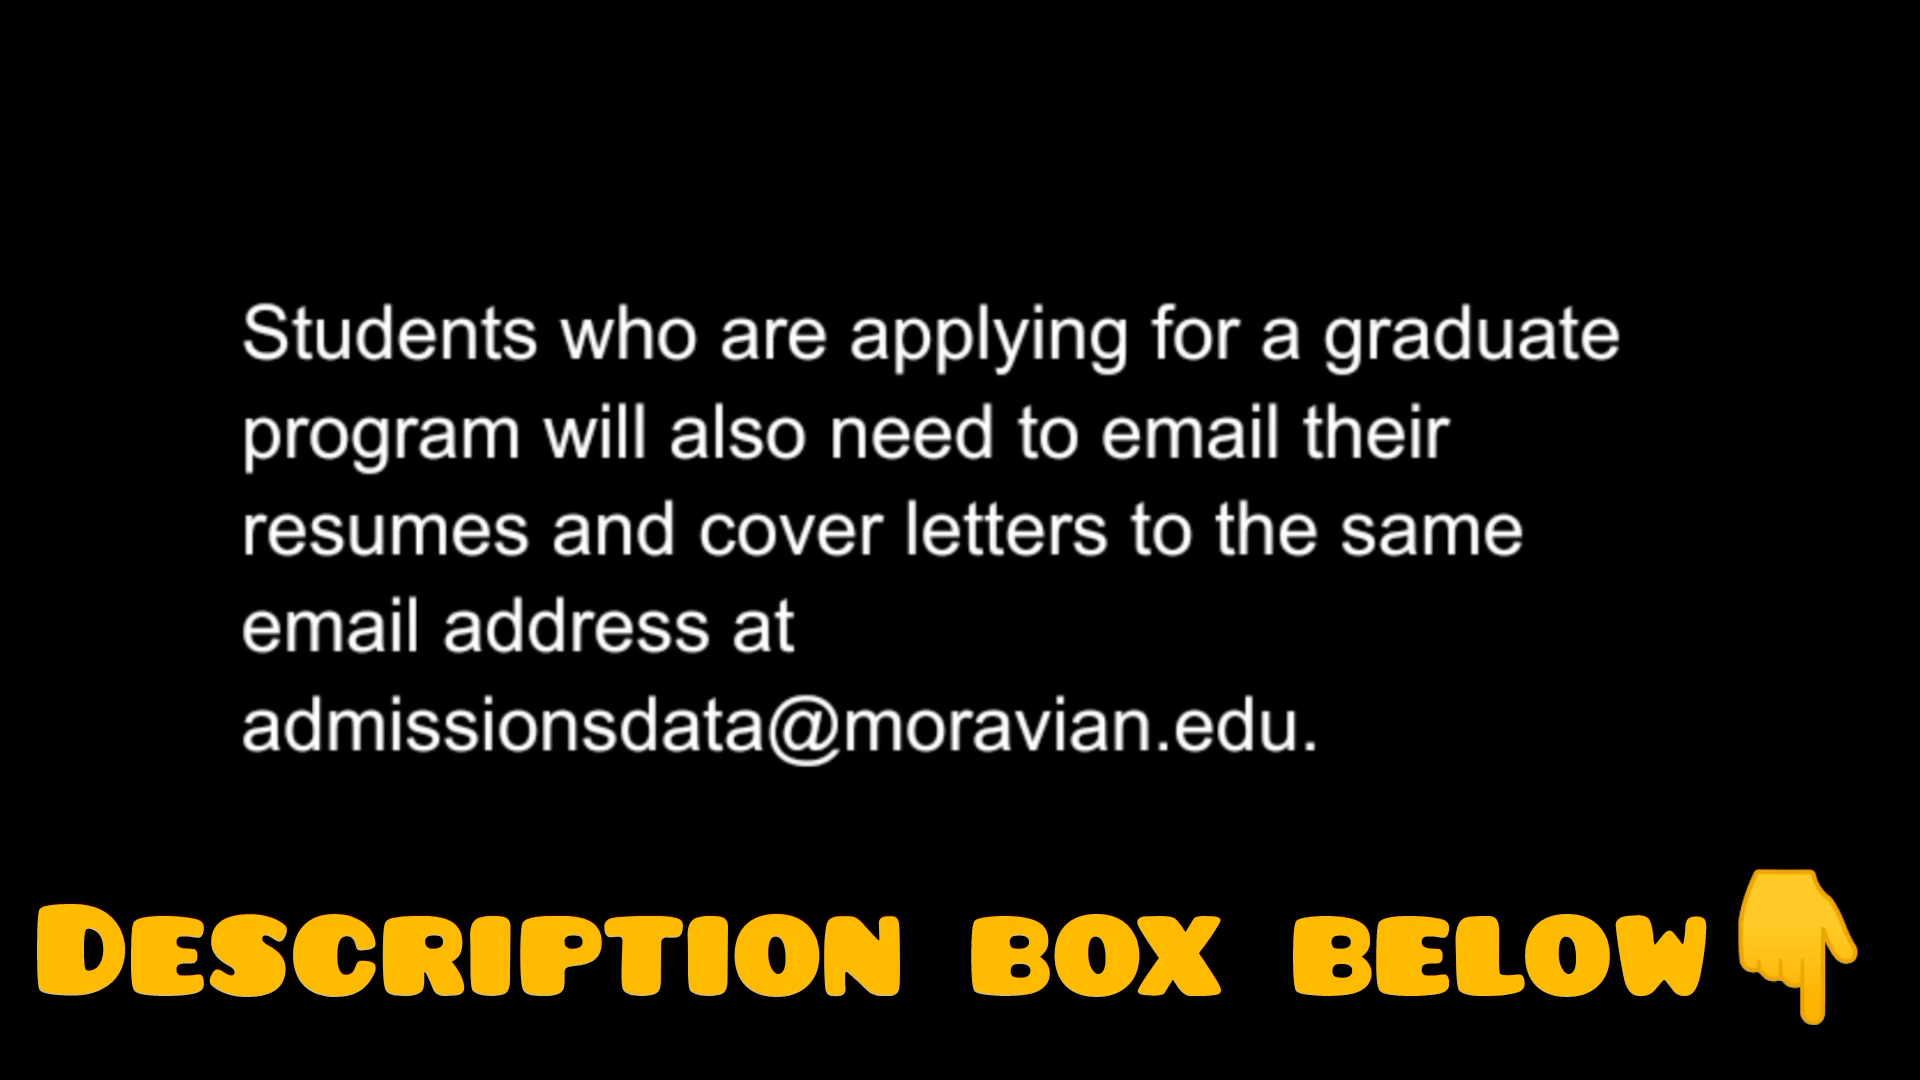 Students who are applying for a graduate
program will also need to email their
resumes and cover letters to the same
email address at
admissionsdata@moravian.edu.
DESCRIPTION BOX BELOW